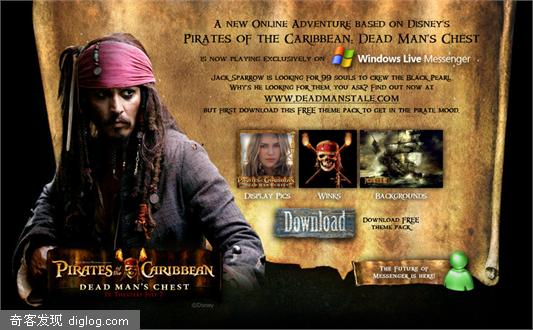 A new Online Adventure based on Disney's
Pirates of the Caribbean: Dead Man's Chest
is now playing exclusively on Windows Live Messenger
Jack Sparrow is looking for 99 souls to crew the Black Pearl.
Why's he looking for them, you ask? Find out now at
www.deadmanstale.com
but first download this FREE theme pack to get in the pirate mood.
Display Pics
Winks
Backgrounds
Download
Download FREE
theme pack
Pirates of the Caribbean
Dead Man's Chest
In Theaters July 7
©Disney
The Future of
Messenger is here!
奇客发现 diglog.com